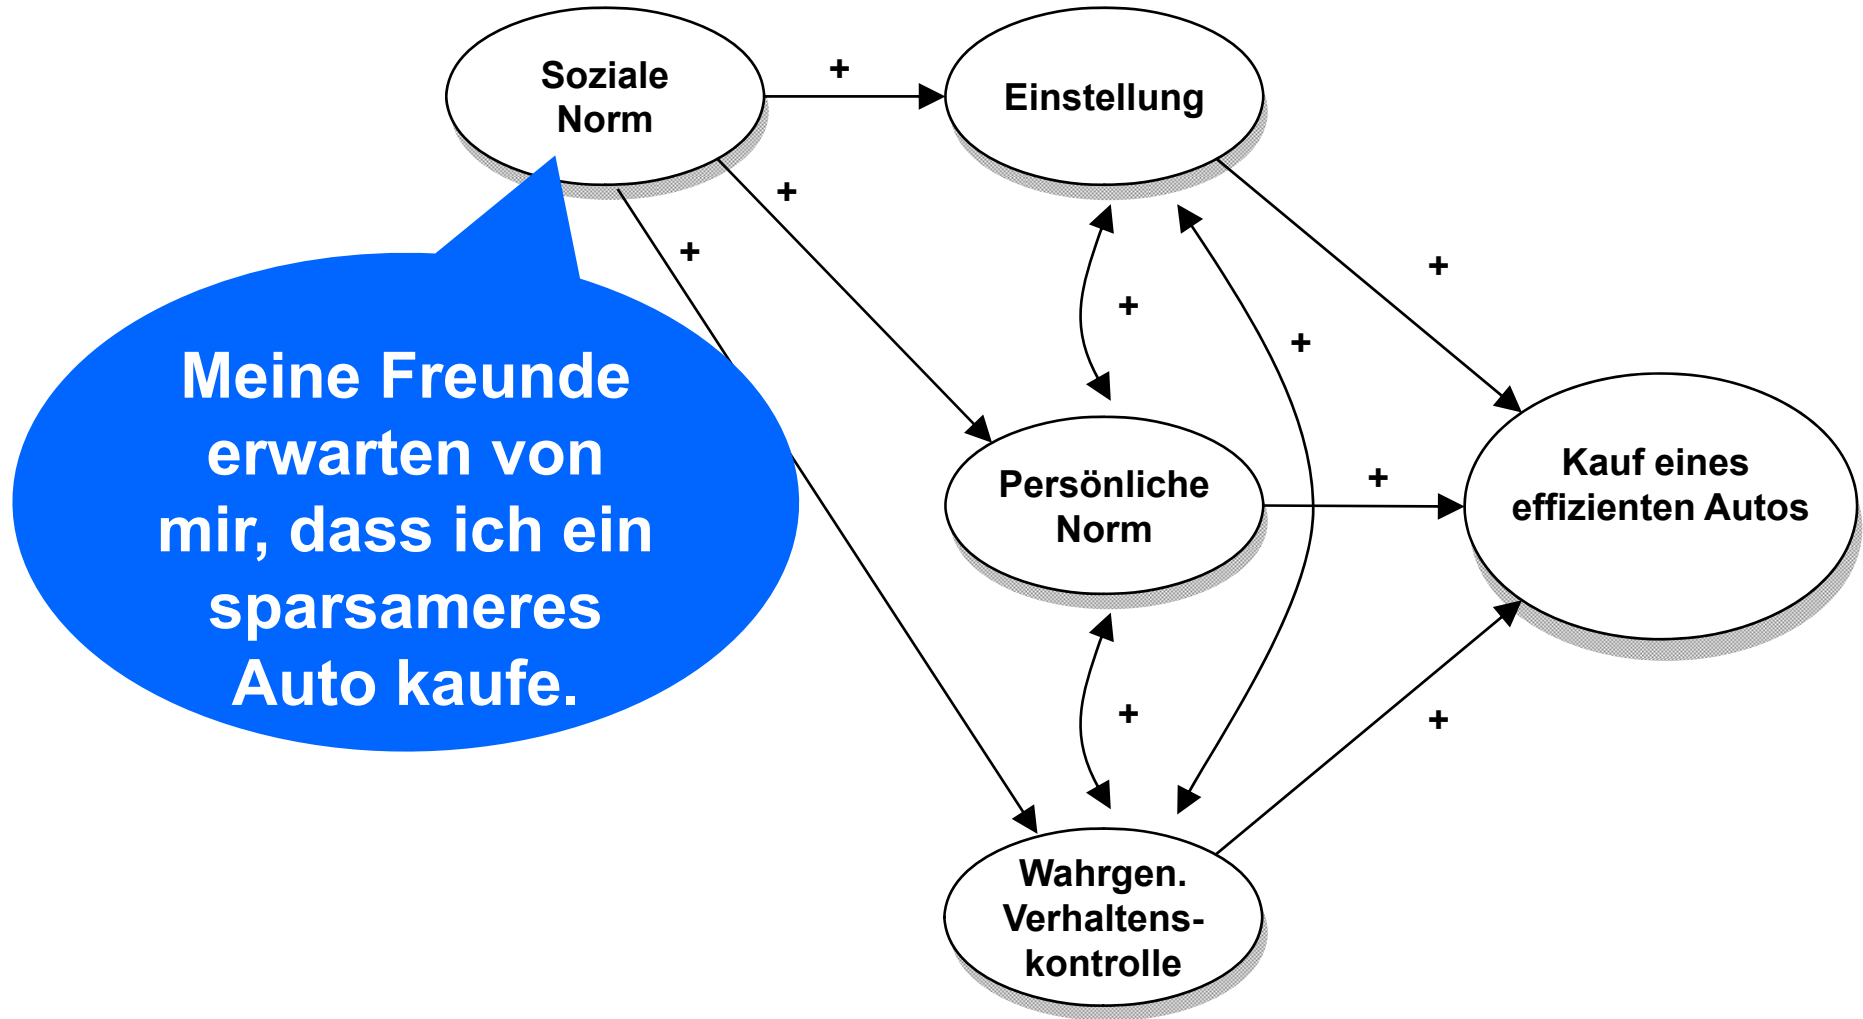 Soziale
Norm
+
Einstellung
+
+
+
+
+
Meine Freunde
erwarten von
mir, dass ich ein
sparsameres
Auto kaufe.
Persönliche
Norm
+
Kauf eines
effizienten Autos
+
+
Wahrgen.
Verhaltens-
kontrolle